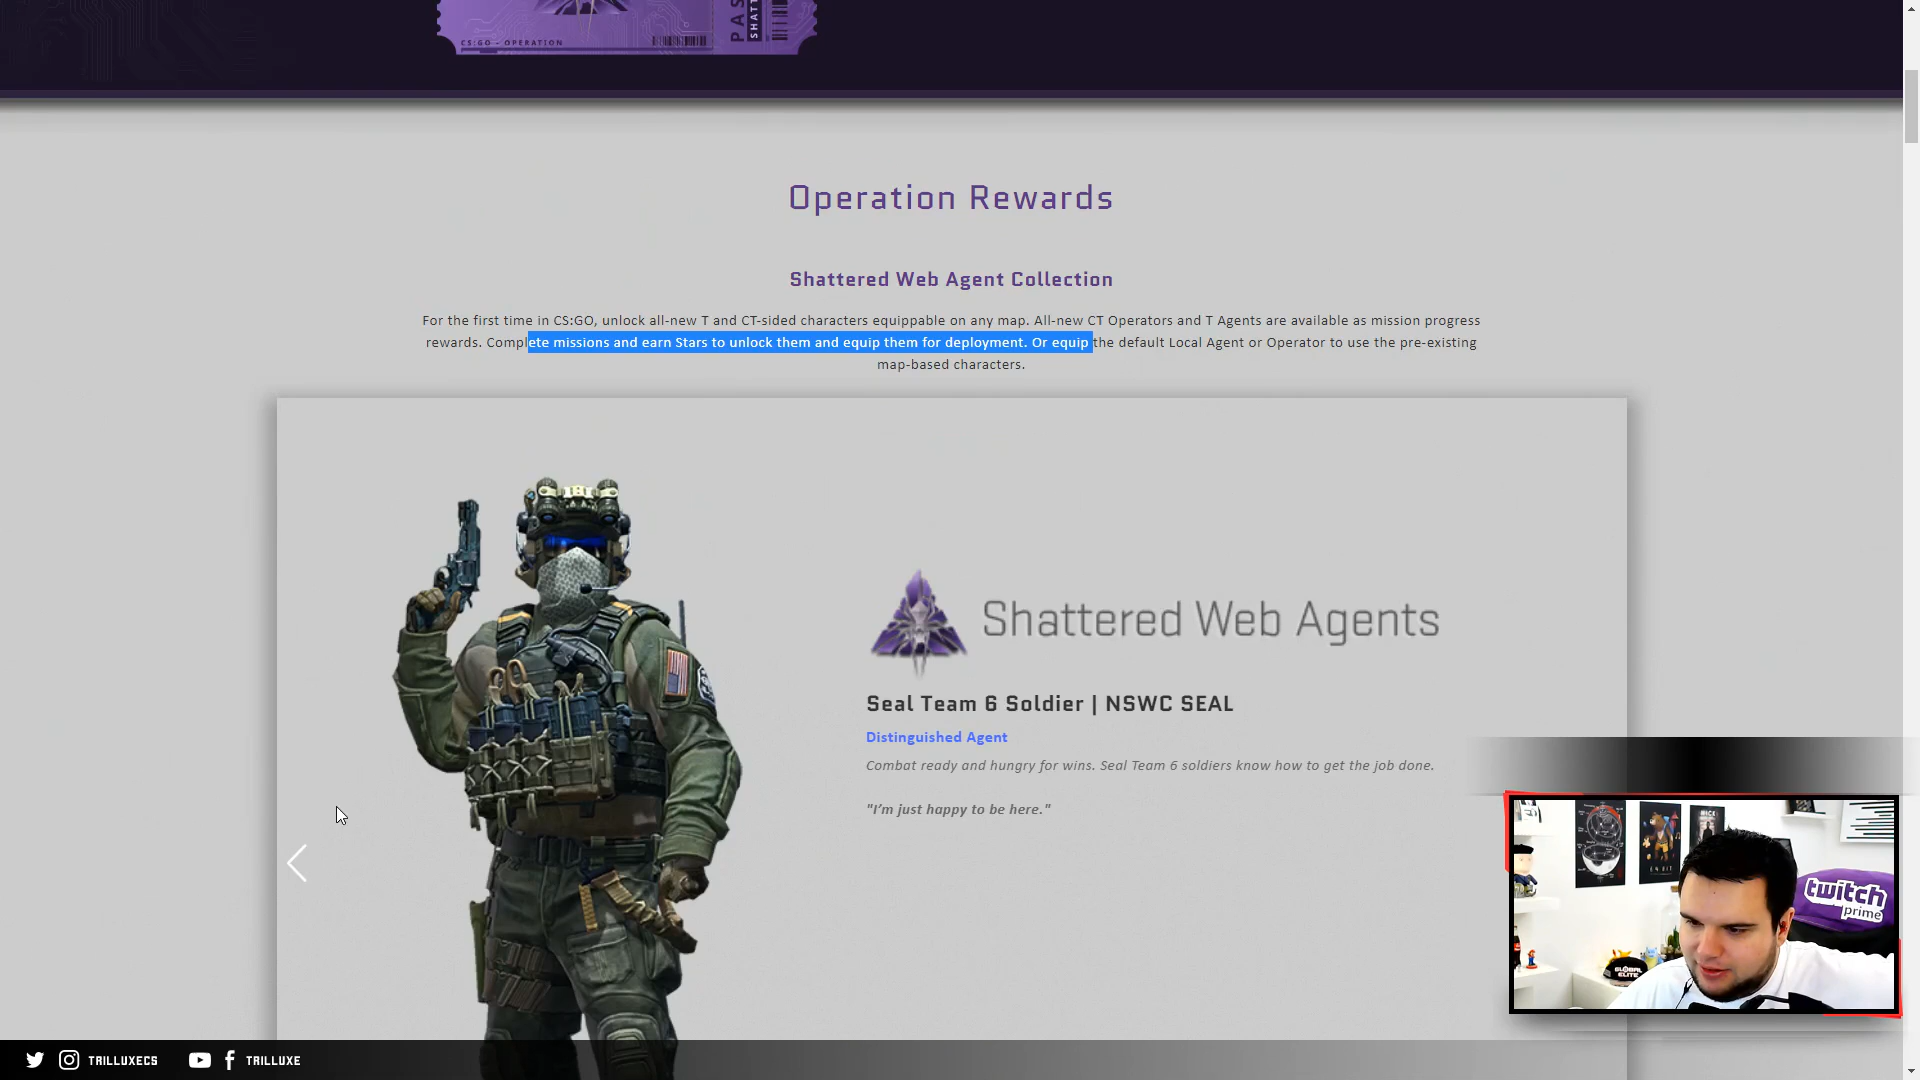 CS:GO - OPERATION
PAS
SHATT
Operation Rewards
Shattered Web Agent Collection
For the first time in CS:GO, unlock all-new T and CT-sided characters equippable on any map. All-new CT Operators and T Agents are available as mission progress
rewards. Complete missions and earn Stars to unlock them and equip them for deployment. Or equip the default Local Agent or Operator to use the pre-existing
map-based characters.
Shattered Web Agents
Seal Team 6 Soldier | NSWC SEAL
Distinguished Agent
Combat ready and hungry for wins. Seal Team 6 soldiers know how to get the job done.
"I'm just happy to be here."
twitch
prime
GLOBAL
ELITE
TRILLUXECS
TRILLUXE